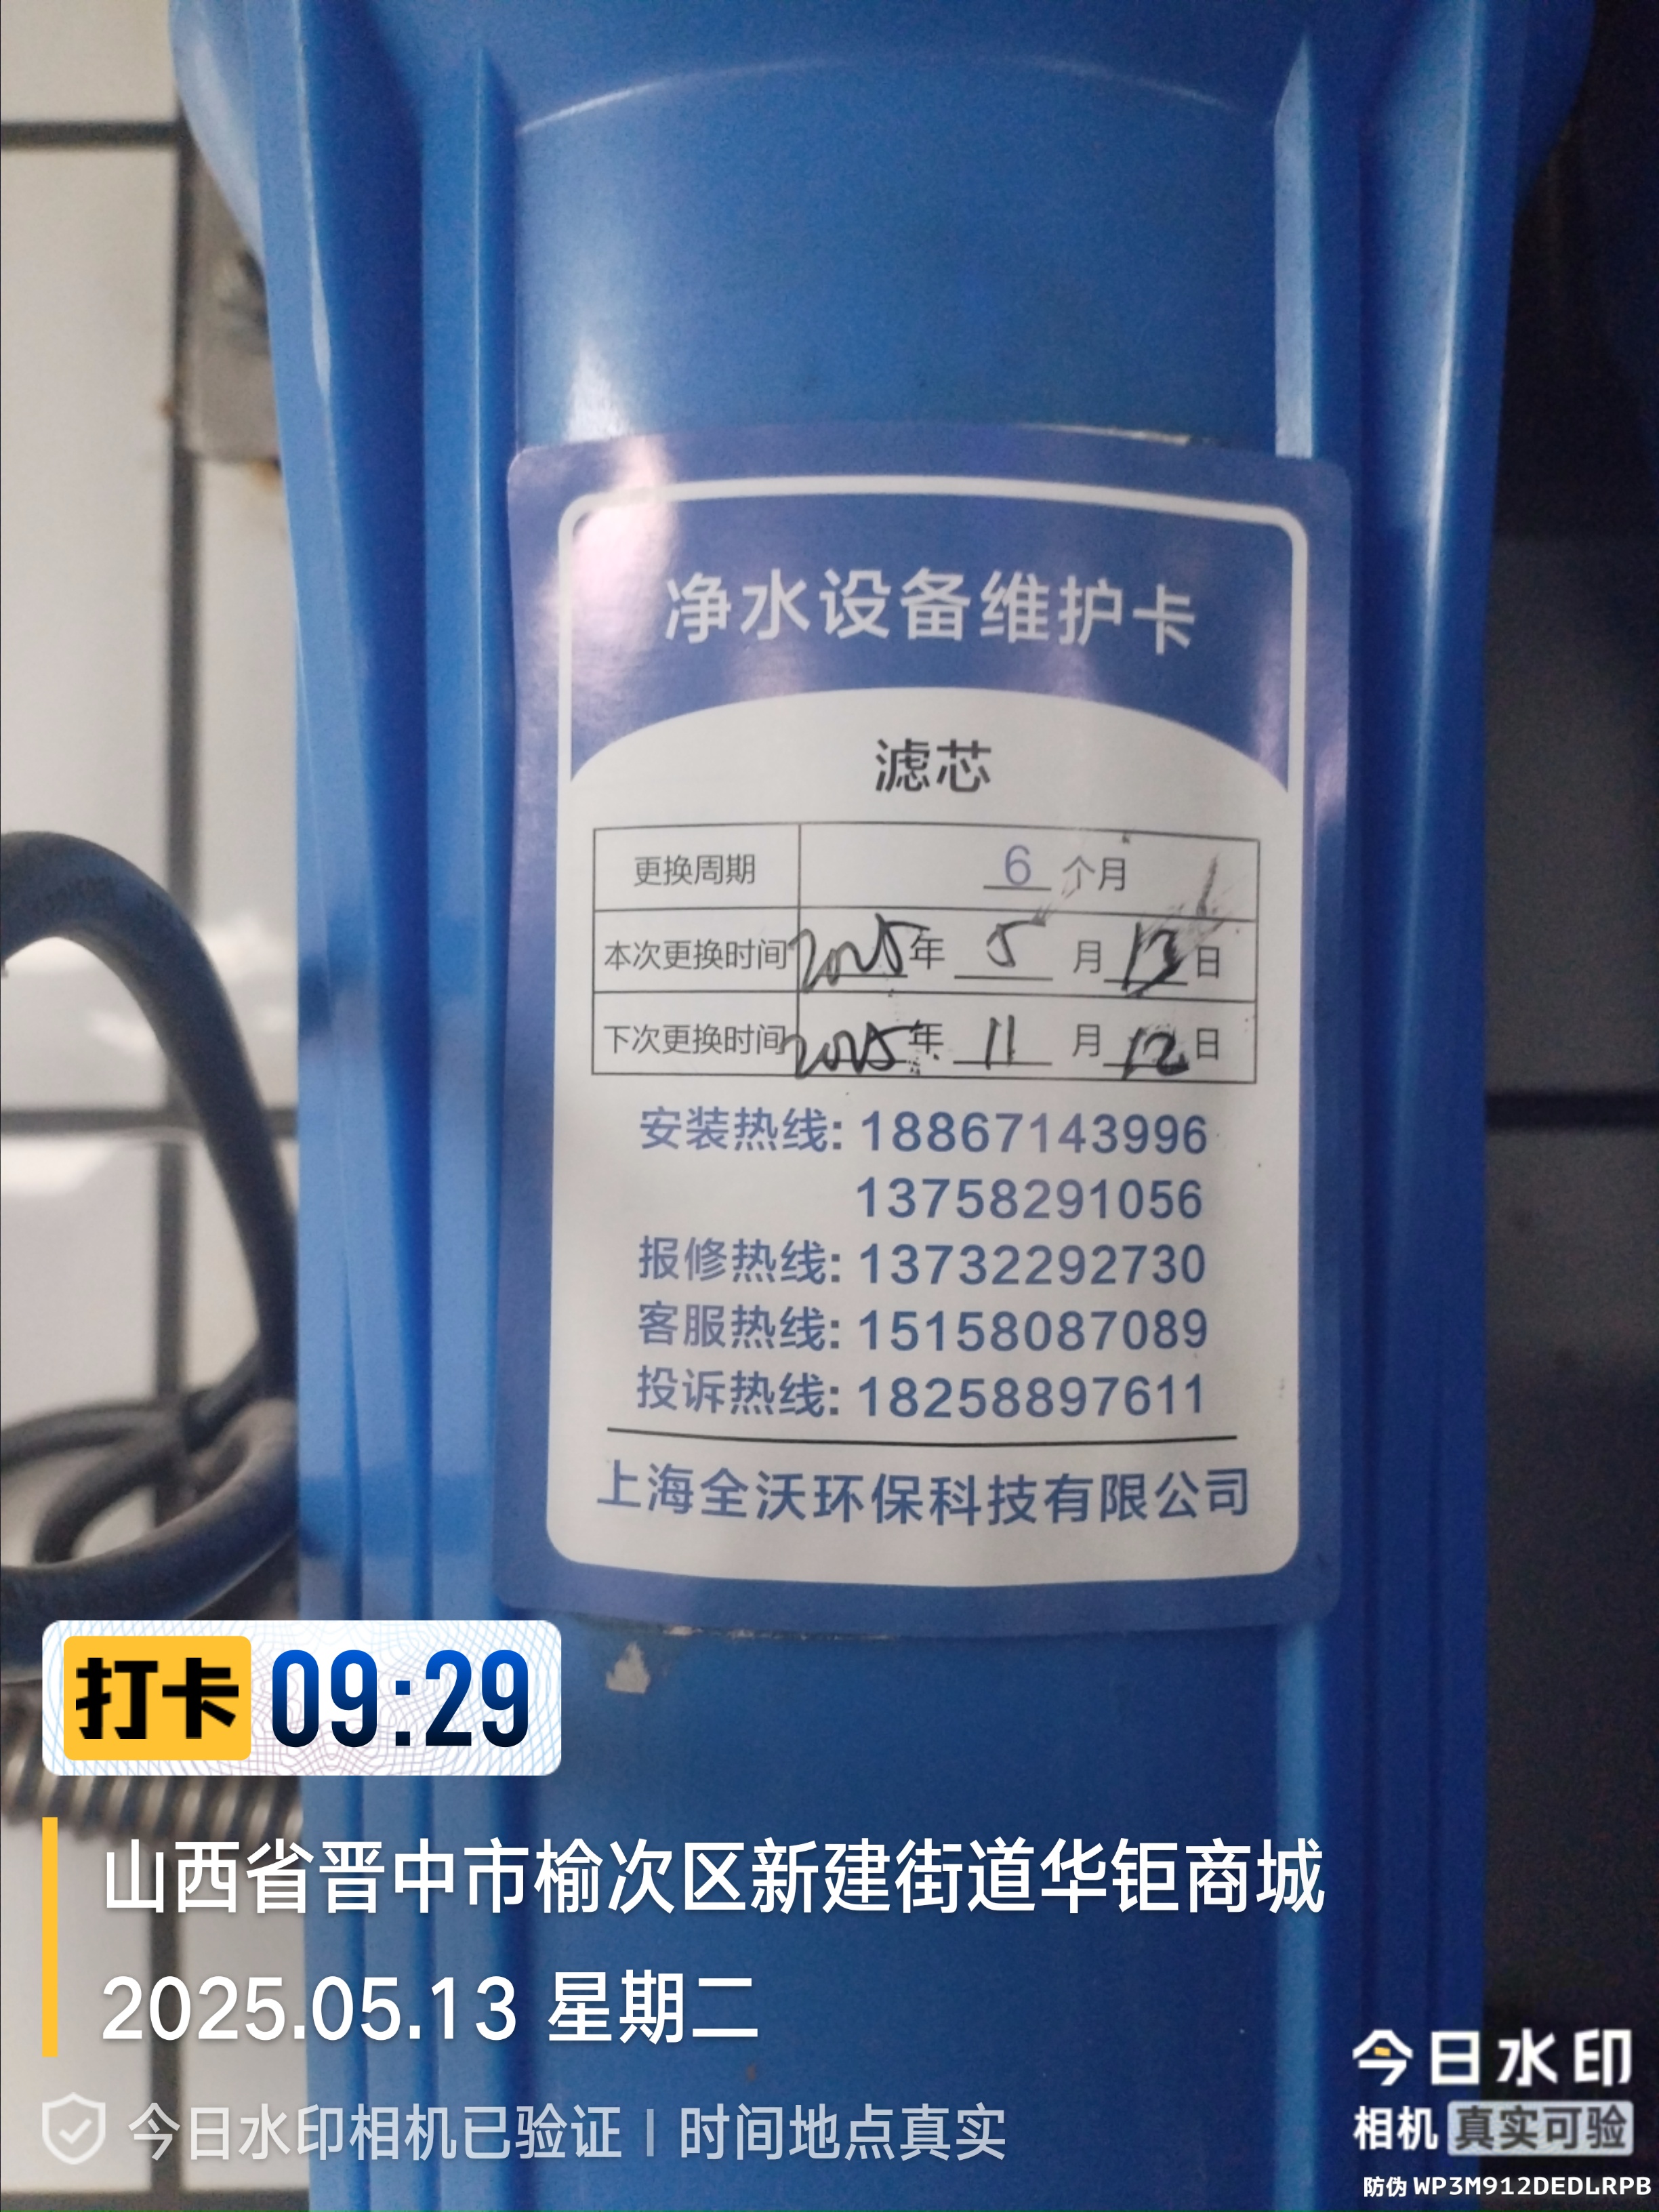 净水设备维护卡
滤芯
更换周期 6 个月
本次更换时间 2025年 5 月 13 日
下次更换时间 2025年 11 月 12 日
安装热线: 18867143996
13758291056
报修热线: 13732292730
客服热线: 15158087089
投诉热线: 18258897611
上海全沃环保科技有限公司
打卡 09:29
山西省晋中市榆次区新建街道华钜商城
2025.05.13 星期二
今日水印相机已验证 | 时间地点真实
今日水印
相机 真实可验
防伪 WP3M912DEDLRPB